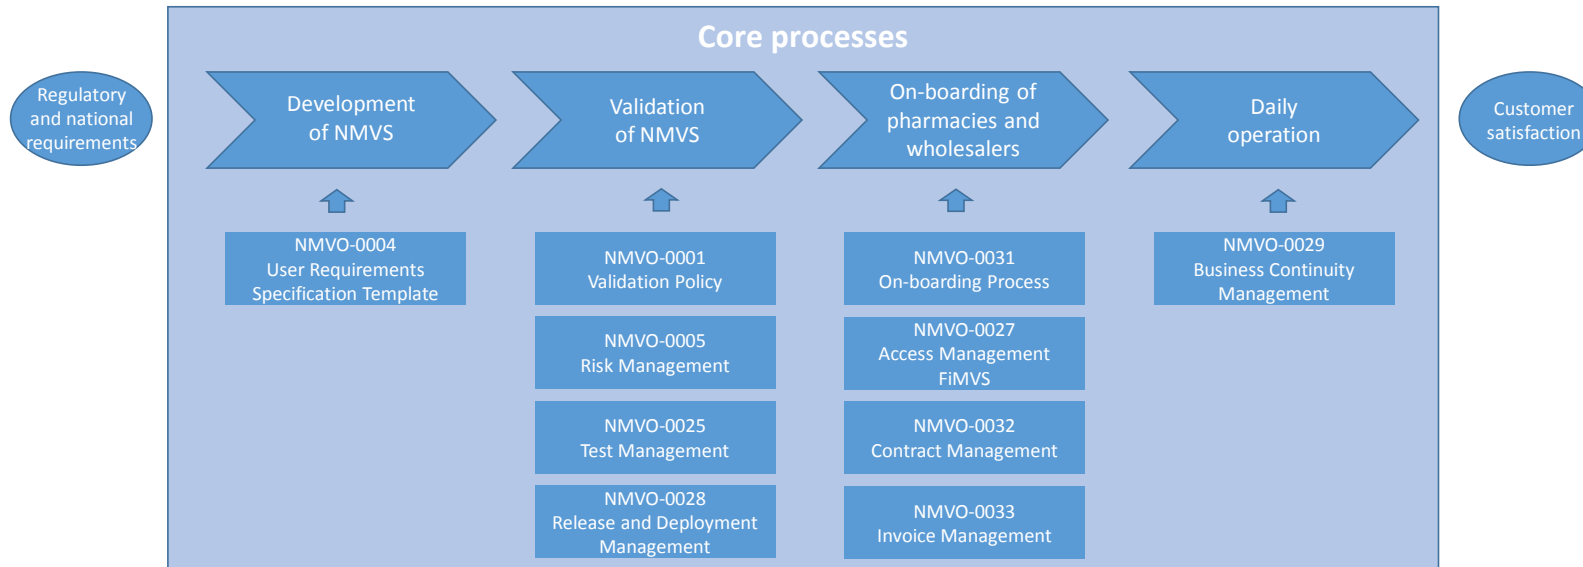 Core processes
Regulatory
and national
requirements
Development
of NMVS
Validation
of NMVS
On-boarding of
pharmacies and
wholesalers
Daily
operation
Customer
satisfaction
NMVO-0004
User Requirements
Specification Template
NMVO-0001
Validation Policy
NMVO-0005
Risk Management
NMVO-0025
Test Management
NMVO-0028
Release and Deployment
Management
NMVO-0031
On-boarding Process
NMVO-0027
Access Management
FiMVS
NMVO-0032
Contract Management
NMVO-0033
Invoice Management
NMVO-0029
Business Continuity
Management